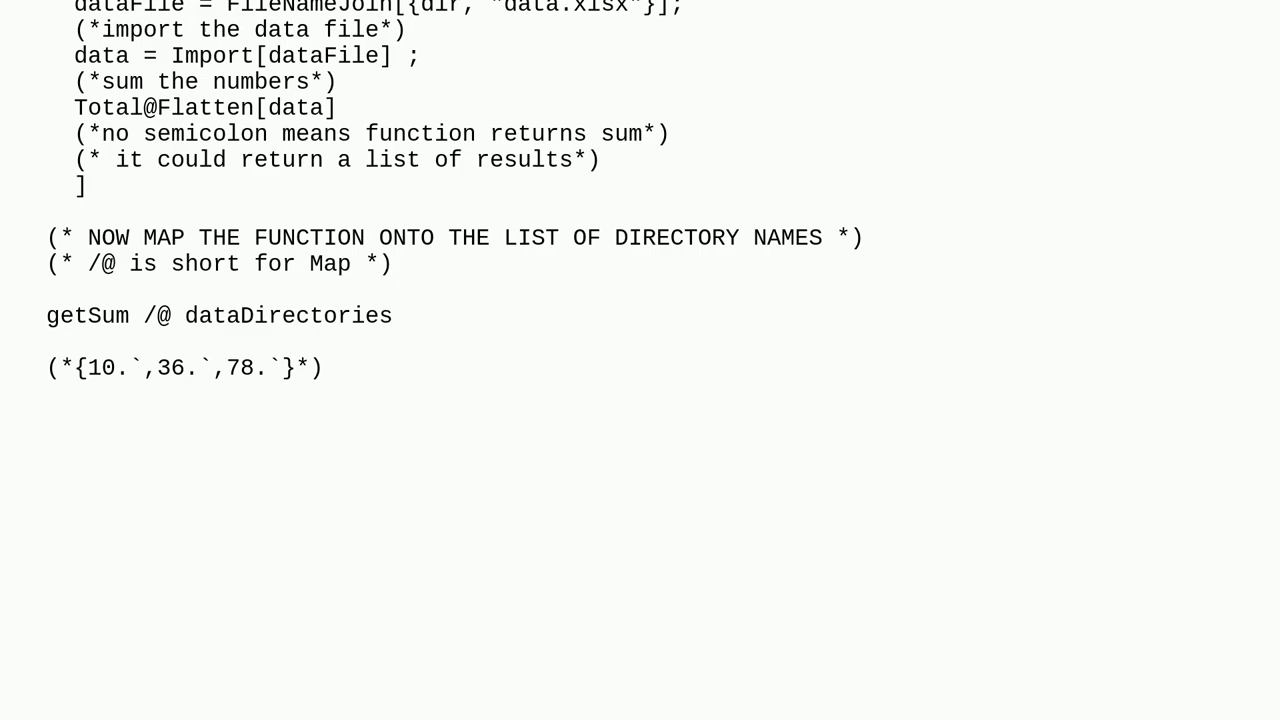 dataFile = FileNameJoin[{dir, "data.xlsx"}];
(*import the data file*)
data = Import[dataFile] ;
(*sum the numbers*)
Total@Flatten[data]
(*no semicolon means function returns sum*)
(* it could return a list of results*)
]
(* NOW MAP THE FUNCTION ONTO THE LIST OF DIRECTORY NAMES *)
(* /@ is short for Map *)
getSum /@ dataDirectories
(*{10.`,36.`,78.`}*)